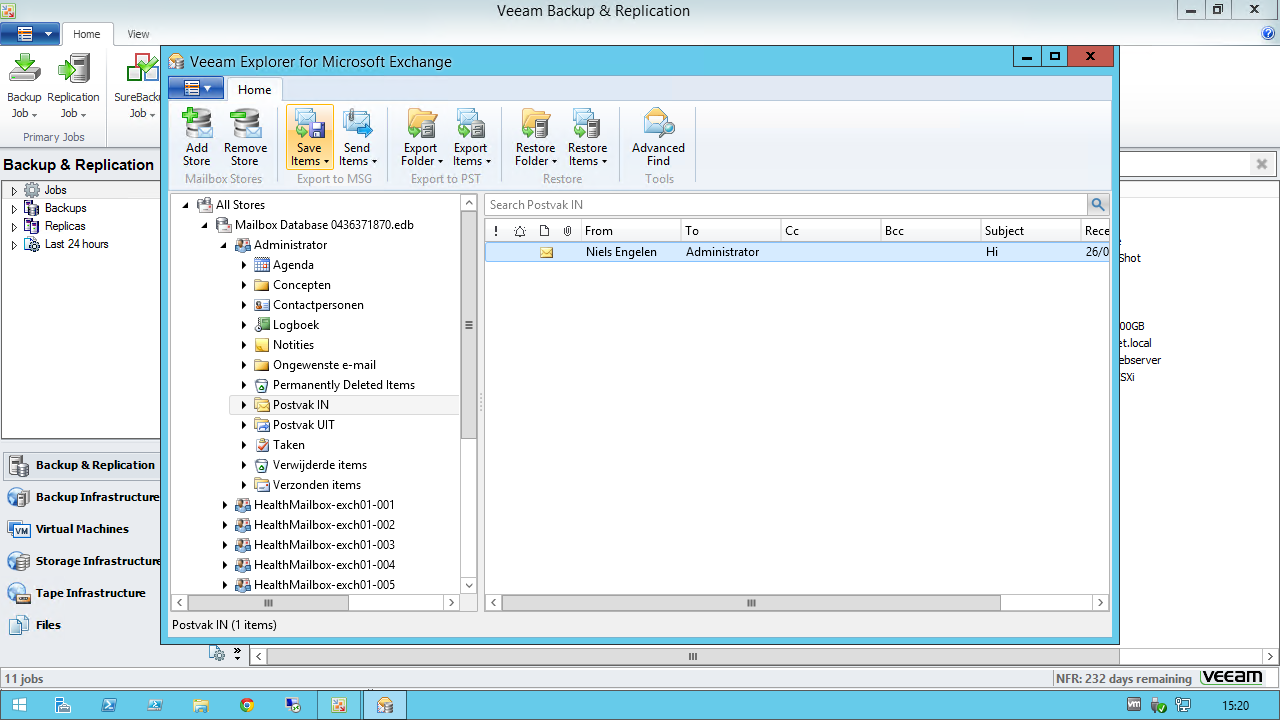 Veeam Backup & Replication
Home View
Backup Job
Replication Job
SureBackup
Job
Primary Jobs
Backup & Replication
Jobs
Backups
Replicas
Last 24 hours
Backup & Replication
Backup Infrastructure
Virtual Machines
Storage Infrastructure
Tape Infrastructure
Files
Veeam Explorer for Microsoft Exchange
Home
Add Store
Remove Store
Mailbox Stores
Save Items
Send Items
Export to MSG
Export Folder
Export Items
Export to PST
Restore Folder
Restore Items
Restore
Advanced Find
Tools
All Stores
Mailbox Database 0436371870.edb
Administrator
Agenda
Concepten
Contactpersonen
Logboek
Notities
Ongewenste e-mail
Permanently Deleted Items
Postvak IN
Postvak UIT
Taken
Verwijderde items
Verzonden items
HealthMailbox-exch01-001
HealthMailbox-exch01-002
HealthMailbox-exch01-003
HealthMailbox-exch01-004
HealthMailbox-exch01-005
Search Postvak IN
! From To Cc Bcc Subject Rece
Niels Engelen Administrator Hi 26/0
Postvak IN (1 items)
Shot
00GB
et.local
ebserver
SXi
11 jobs
NFR: 232 days remaining veeam
vm 15:20